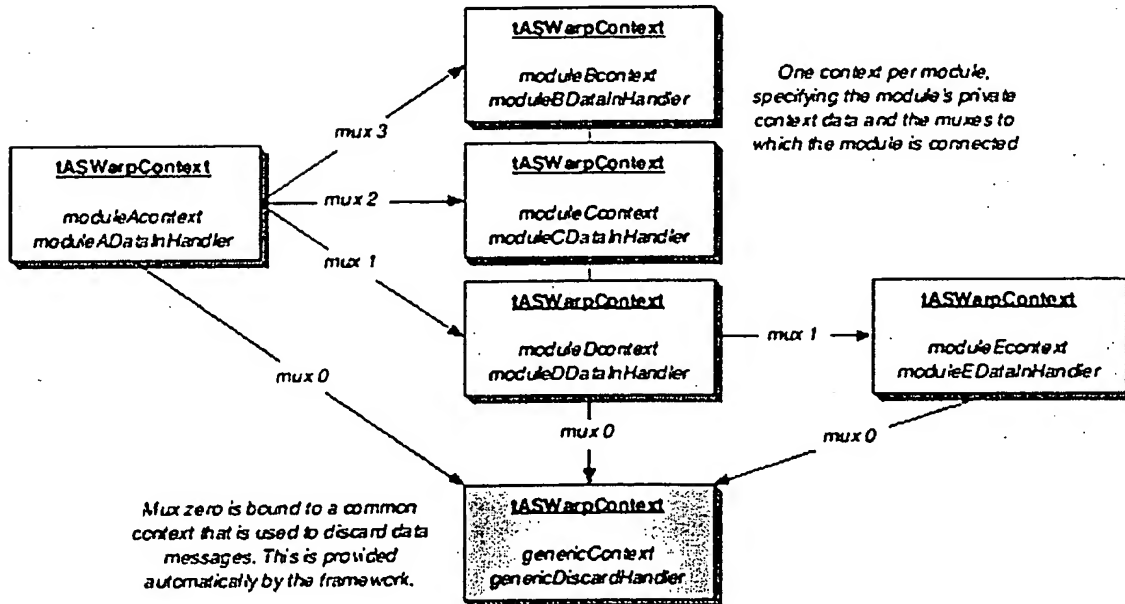 tASWarpContext
moduleBcontext
moduleBDataInHandler
One context per module,
specifying the module's private
context data and the muxes to
which the module is connected
mux 3
tASWarpContext
moduleAcontext
moduleADataInHandler
mux 2
tASWarpContext
moduleCcontext
moduleCDataInHandler
mux 1
tASWarpContext
moduleDcontext
moduleDDataInHandler
mux 1
tASWarpContext
moduleEcontext
moduleEDataInHandler
mux 0
mux 0
mux 0
Mux zero is bound to a common
context that is used to discard data
messages. This is provided
automatically by the framework.
tASWarpContext
genericContext
genericDiscardHandler